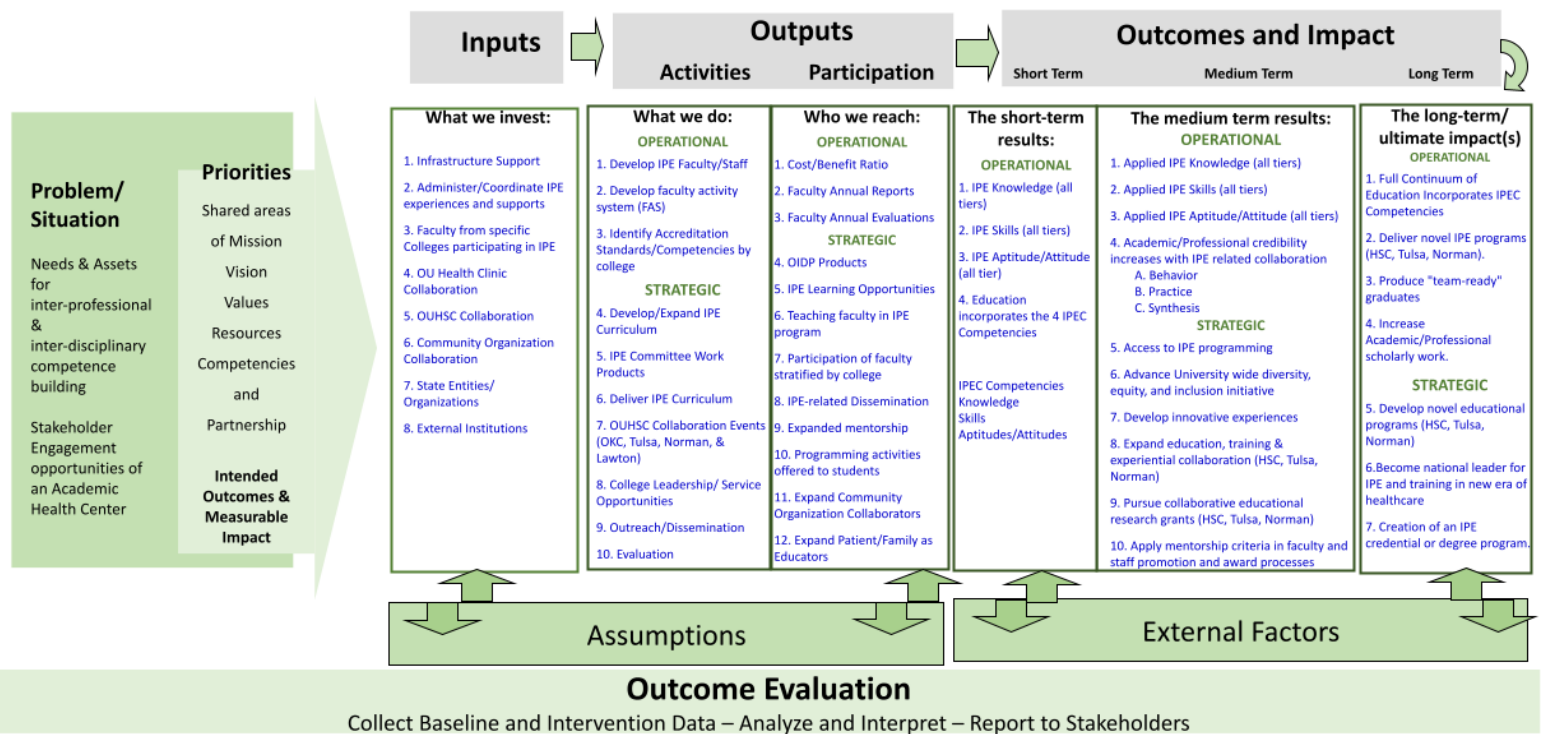 Inputs
Outputs
Activities
Participation
Outcomes and Impact
Short Term
Medium Term
Long Term
Problem/
Situation
Needs & Assets
for
inter-professional
&
inter-disciplinary
competence
building
Stakeholder
Engagement
opportunities of
an Academic
Health Center
Priorities
Shared areas
of Mission
Vision
Values
Resources
Competencies
and
Partnership
Intended
Outcomes &
Measurable
Impact
What we invest:
1. Infrastructure Support
2. Administer/Coordinate IPE
experiences and supports
3. Faculty from specific
Colleges participating in IPE
4. OU Health Clinic
Collaboration
5. OUHSC Collaboration
6. Community Organization
Collaboration
7. State Entities/
Organizations
8. External Institutions
What we do:
OPERATIONAL
1. Develop IPE Faculty/Staff
2. Develop faculty activity
system (FAS)
3. Identify Accreditation
Standards/Competencies by
college
STRATEGIC
4. Develop/Expand IPE
Curriculum
5. IPE Committee Work
Products
6. Deliver IPE Curriculum
7. OUHSC Collaboration Events
(OKC, Tulsa, Norman, &
Lawton)
8. College Leadership/ Service
Opportunities
9. Outreach/Dissemination
10. Evaluation
Who we reach:
OPERATIONAL
1. Cost/Benefit Ratio
2. Faculty Annual Reports
3. Faculty Annual Evaluations
STRATEGIC
4. OIDP Products
5. IPE Learning Opportunities
6. Teaching faculty in IPE
program
7. Participation of faculty
stratified by college
8. IPE-related Dissemination
9. Expanded mentorship
10. Programming activities
offered to students
11. Expand Community
Organization Collaborators
12. Expand Patient/Family as
Educators
The short-term
results:
OPERATIONAL
1. IPE Knowledge (all
tiers)
2. IPE Skills (all tiers)
3. IPE Aptitude/Attitude
(all tier)
4. Education
incorporates the 4 IPEC
Competencies
IPEC Competencies
Knowledge
Skills
Aptitudes/Attitudes
The medium term results:
OPERATIONAL
1. Applied IPE Knowledge (all tiers)
2. Applied IPE Skills (all tiers)
3. Applied IPE Aptitude/Attitude (all tiers)
4. Academic/Professional credibility
increases with IPE related collaboration
A. Behavior
B. Practice
C. Synthesis
STRATEGIC
5. Access to IPE programming
6. Advance University wide diversity,
equity, and inclusion initiative
7. Develop innovative experiences
8. Expand education, training &
experiential collaboration (HSC, Tulsa,
Norman)
9. Pursue collaborative educational
research grants (HSC, Tulsa, Norman)
10. Apply mentorship criteria in faculty and
staff promotion and award processes
The long-term/
ultimate impact(s)
OPERATIONAL
1. Full Continuum of
Education Incorporates IPEC
Competencies
2. Deliver novel IPE programs
(HSC, Tulsa, Norman).
3. Produce "team-ready"
graduates
4. Increase
Academic/Professional
scholarly work.
STRATEGIC
5. Develop novel educational
programs (HSC, Tulsa,
Norman)
6.Become national leader for
IPE and training in new era of
healthcare
7. Creation of an IPE
credential or degree program.
Assumptions
External Factors
Outcome Evaluation
Collect Baseline and Intervention Data – Analyze and Interpret – Report to Stakeholders